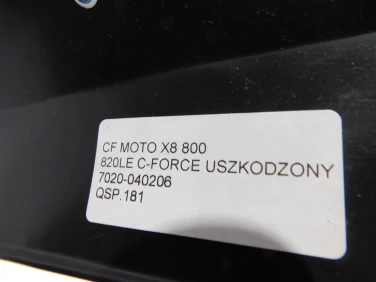 CF MOTO X8 800
820LE C-FORCE USZKODZONY
7020-040206
QSP.181